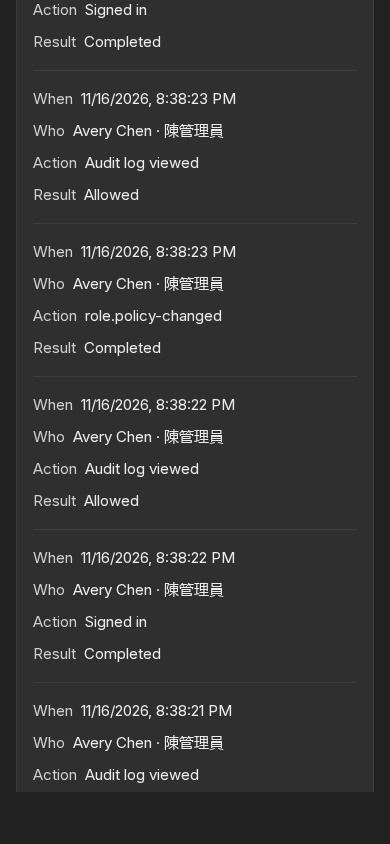 Action Signed in
Result Completed
When 11/16/2026, 8:38:23 PM
Who Avery Chen · 陳管理員
Action Audit log viewed
Result Allowed
When 11/16/2026, 8:38:23 PM
Who Avery Chen · 陳管理員
Action role.policy-changed
Result Completed
When 11/16/2026, 8:38:22 PM
Who Avery Chen · 陳管理員
Action Audit log viewed
Result Allowed
When 11/16/2026, 8:38:22 PM
Who Avery Chen · 陳管理員
Action Signed in
Result Completed
When 11/16/2026, 8:38:21 PM
Who Avery Chen · 陳管理員
Action Audit log viewed